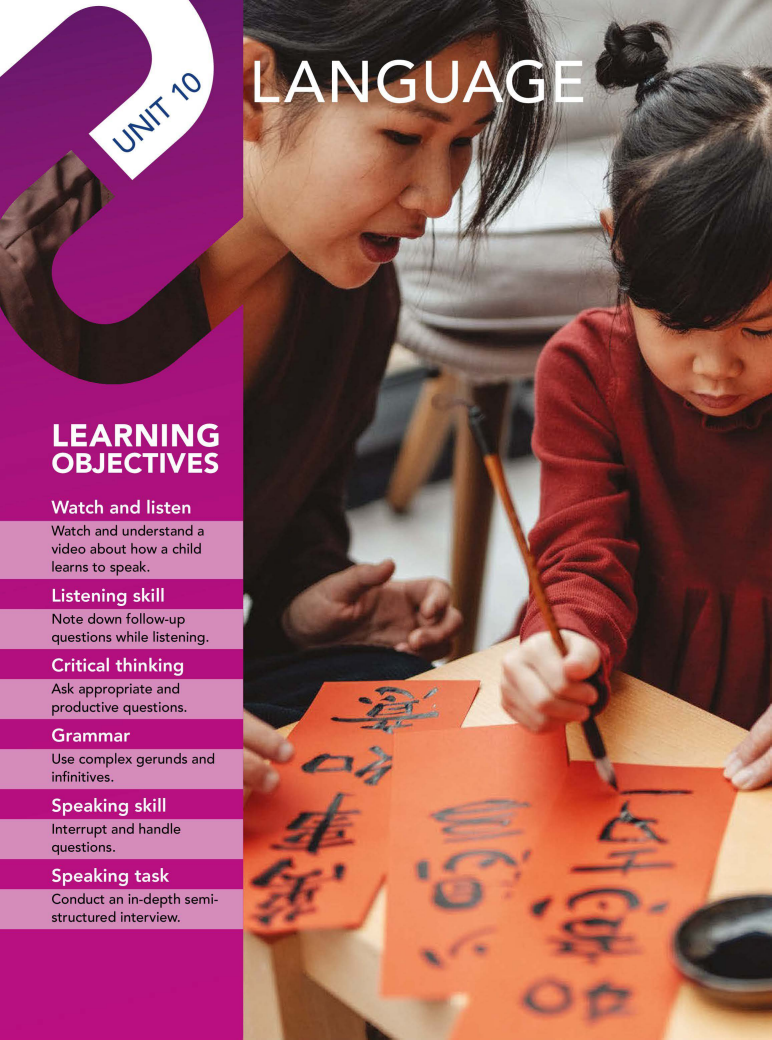 UNIT 10
LANGUAGE
LEARNING
OBJECTIVES
Watch and listen
Watch and understand a
video about how a child
learns to speak.
Listening skill
Note down follow-up
questions while listening.
Critical thinking
Ask appropriate and
productive questions.
Grammar
Use complex gerunds and
infinitives.
Speaking skill
Interrupt and handle
questions.
Speaking task
Conduct an in-depth semi-
structured interview.